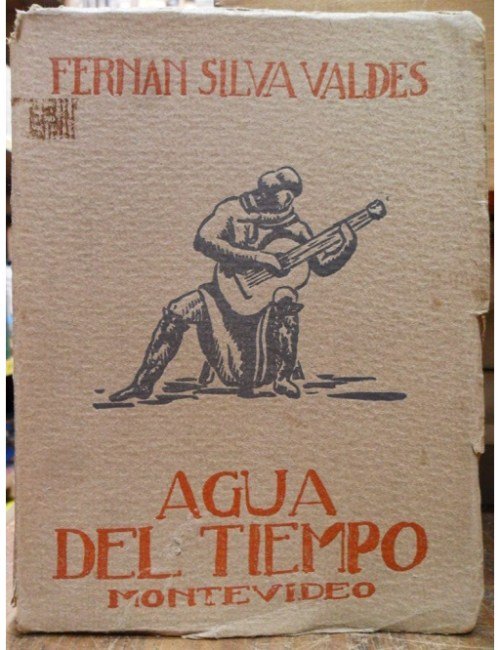 FERNAN SILVA VALDES
AGUA
DEL TIEMPO
MONTEVIDEO